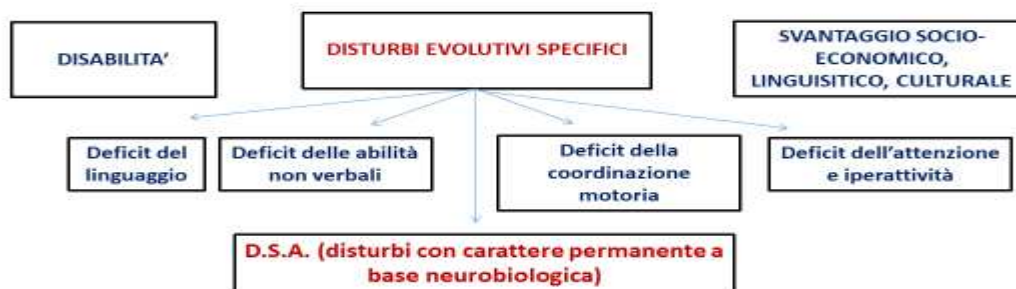 DISABILITA'
DISTURBI EVOLUTIVI SPECIFICI
SVANTAGGIO SOCIO-
ECONOMICO,
LINGUISITICO, CULTURALE
Deficit del
linguaggio
Deficit delle abilità
non verbali
Deficit della
coordinazione
motoria
Deficit dell'attenzione
e iperattività
D.S.A. (disturbi con carattere permanente a
base neurobiologica)